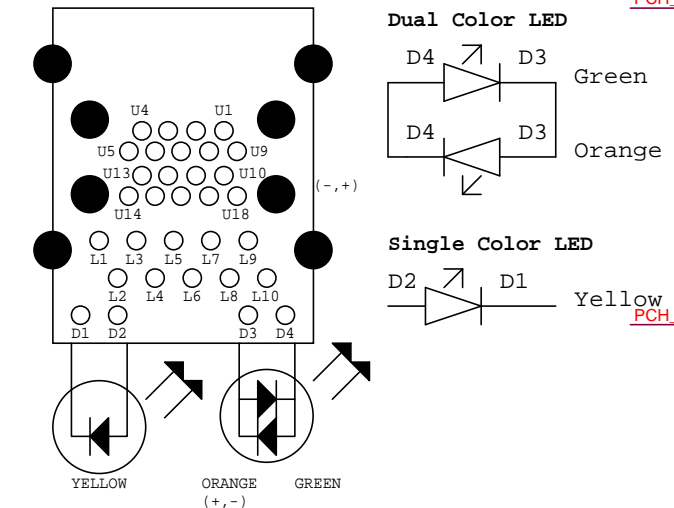 PCH_
Dual Color LED
D4 D3
Green
D4 D3
Orange
U4 U1
U5 U9
U13 U10
(-,+)
U14 U18
L1 L3 L5 L7 L9
L2 L4 L6 L8 L10
D1 D2 D3 D4
Single Color LED
D2 D1
Yellow
PCH_
YELLOW
ORANGE GREEN
(+,-)